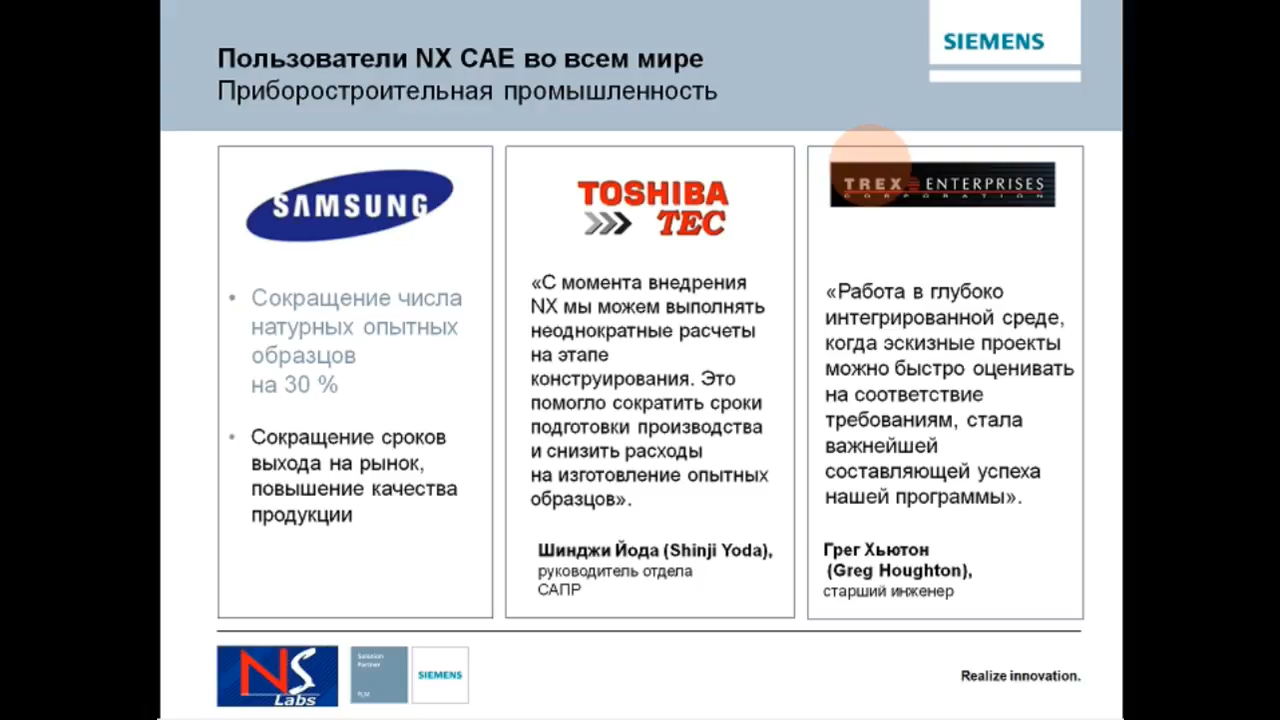 Пользователи NX CAE во всем мире
Приборостроительная промышленность
SIEMENS
SAMSUNG
• Сокращение числа
натурных опытных
образцов
на 30 %
• Сокращение сроков
выхода на рынок,
повышение качества
продукции
TOSHIBA
TEC
«С момента внедрения
NX мы можем выполнять
неоднократные расчеты
на этапе
конструирования. Это
помогло сократить сроки
подготовки производства
и снизить расходы
на изготовление опытных
образцов».
Шинджи Йода (Shinji Yoda),
руководитель отдела
САПР
TREX ENTERPRISES
CORPORATION
«Работа в глубоко
интегрированной среде,
когда эскизные проекты
можно быстро оценивать
на соответствие
требованиям, стала
важнейшей
составляющей успеха
нашей программы».
Грег Хьютон
(Greg Houghton),
старший инженер
NS
Labs
Solution
Partner
PLM
SIEMENS
Realize innovation.